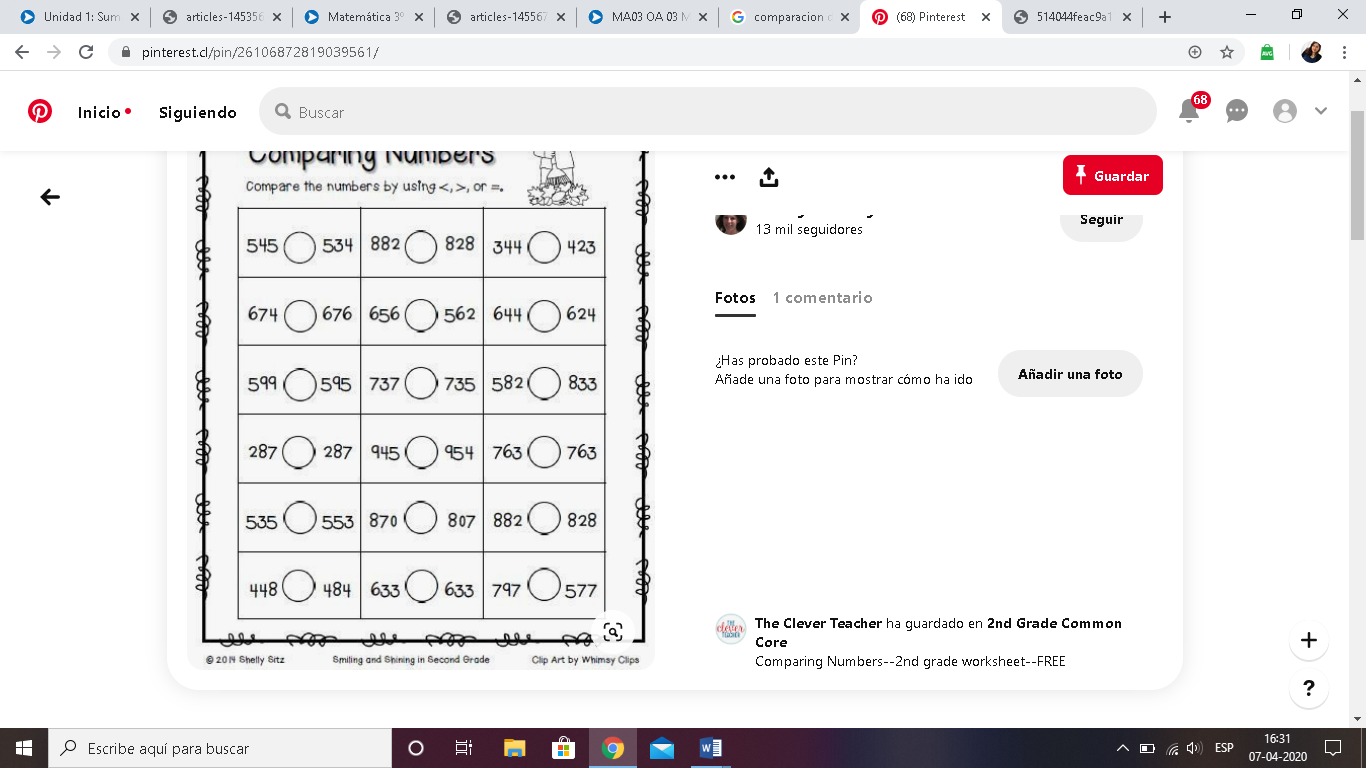 Unidad 1: Sum
articles-145356
Matemática 3º
articles-145567
MA03 OA 03 M
comparacion d
(68) Pinterest
514044feac9a1
pinterest.cl/pin/26106872819039561/
Inicio
Siguiendo
Buscar
68
Comparing Numbers
Compare the numbers by using <, >, or =.
545 534 882 828 344 423
674 676 656 562 644 624
599 595 737 735 582 833
287 287 945 954 763 763
535 553 870 807 882 828
448 484 633 633 797 577
© 2014 Shelly Sitz Smiling and Shining in Second Grade Clip Art by Whimsy Clips
Guardar
13 mil seguidores
Seguir
Fotos 1 comentario
¿Has probado este Pin?
Añade una foto para mostrar cómo ha ido
Añadir una foto
The Clever Teacher ha guardado en 2nd Grade Common
Core
Comparing Numbers--2nd grade worksheet--FREE
Escribe aquí para buscar
ESP
16:31
07-04-2020